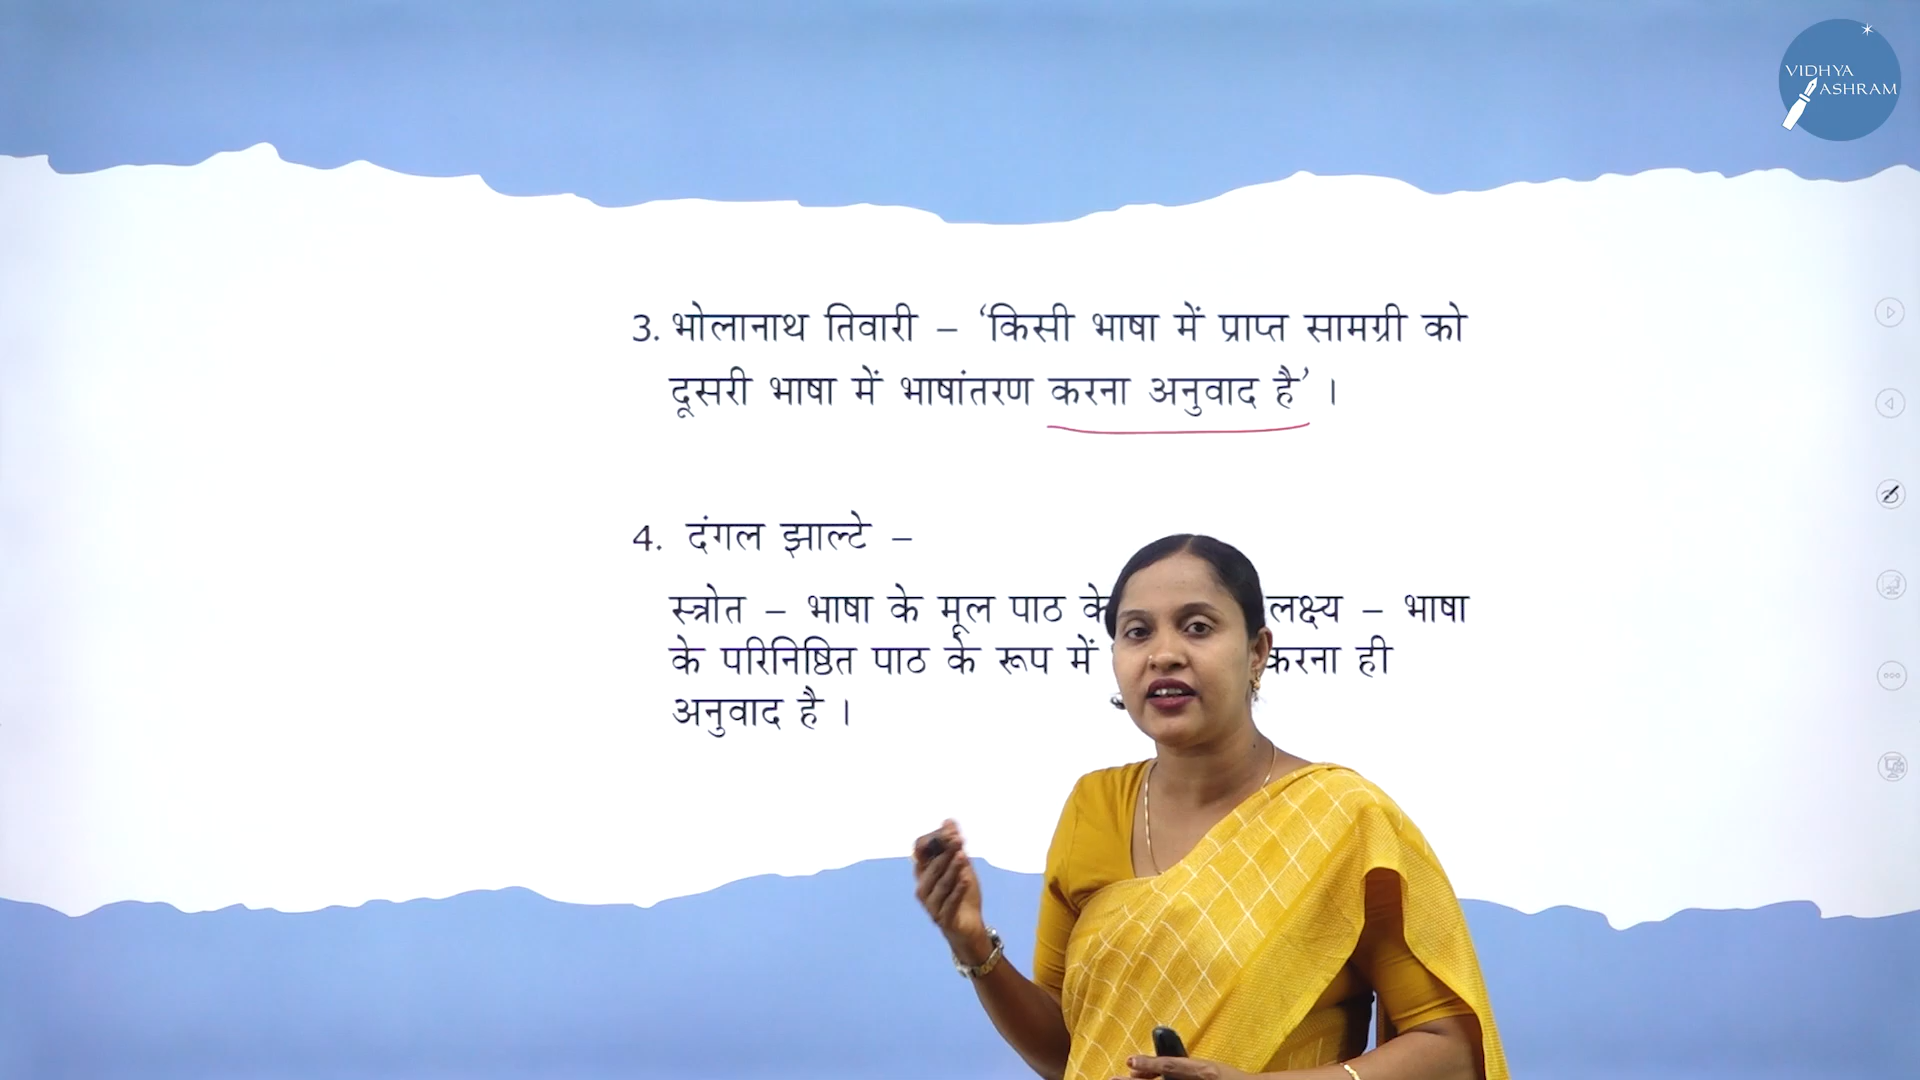 VIDHYA
ASHRAM
3. भोलानाथ तिवारी – ‘किसी भाषा में प्राप्त सामग्री को
दूसरी भाषा में भाषांतरण करना अनुवाद है’ ।
4. दंगल झाल्टे –
स्त्रोत – भाषा के मूल पाठ के लक्ष्य – भाषा
के परिनिष्ठित पाठ के रूप में करना ही
अनुवाद है ।